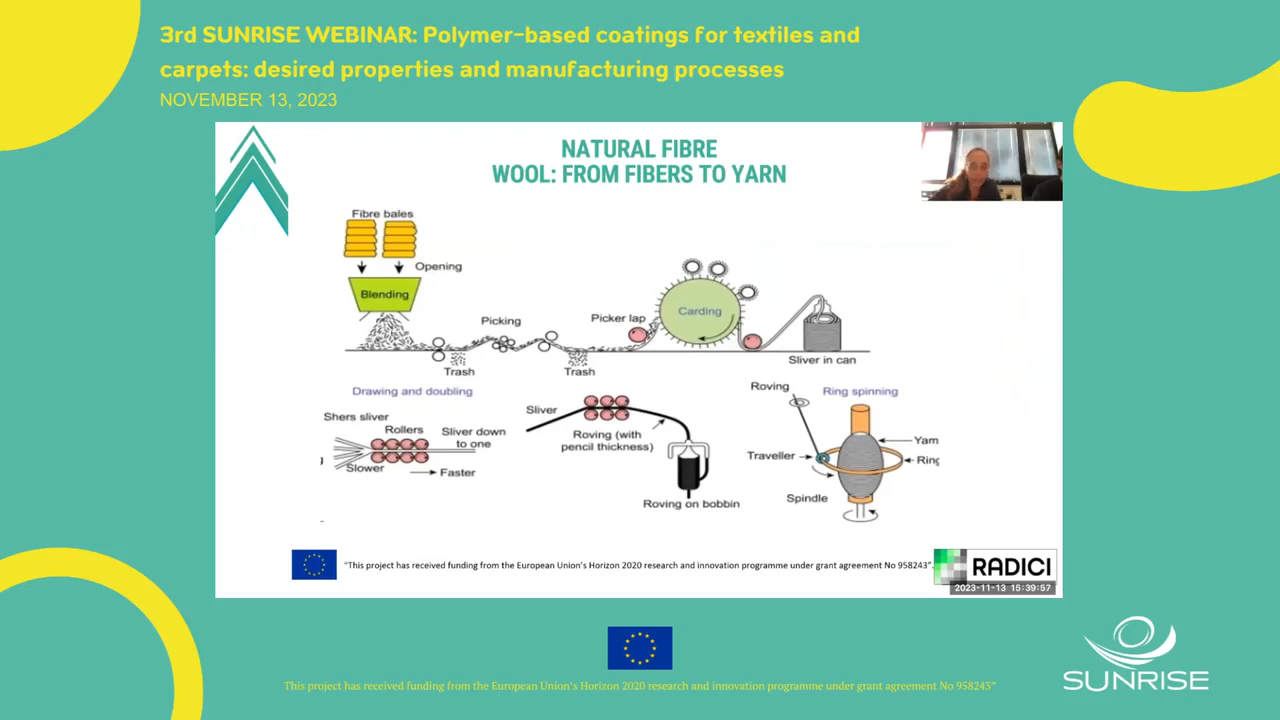 3rd SUNRISE WEBINAR: Polymer-based coatings for textiles and
carpets: desired properties and manufacturing processes
NOVEMBER 13, 2023
NATURAL FIBRE
WOOL: FROM FIBERS TO YARN
Fibre bales
Opening
Blending
Picking
Trash
Trash
Picker lap
Carding
Sliver in can
Drawing and doubling
Shers sliver
Rollers
Sliver down
to one
Slower
Faster
Sliver
Roving (with
pencil thickness)
Roving on bobbin
Roving
Ring spinning
Traveller
Yarn
Ring
Spindle
"This project has received funding from the European Union's Horizon 2020 research and innovation programme under grant agreement No 958243".
RADICI
2023-11-13 15:39:57
This project has received funding from the European Union's Horizon 2020 research and innovation programme under grant agreement No 958243"
SUNRISE